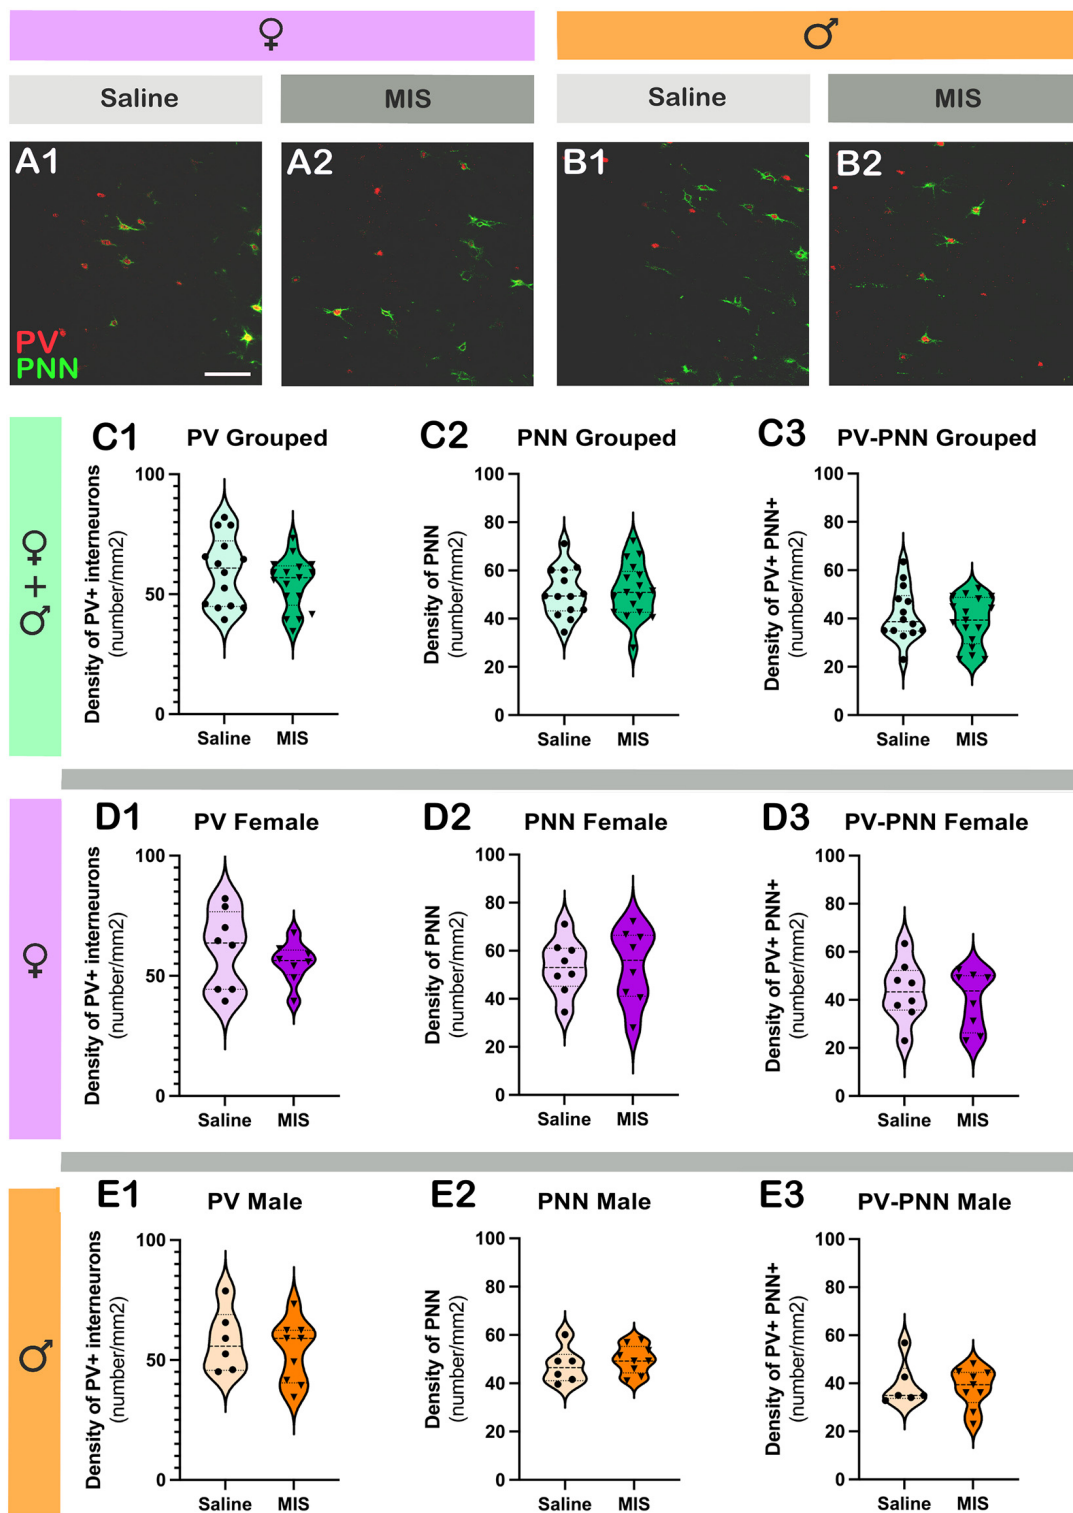 ♀ ♂
Saline MIS Saline MIS
A1 A2 B1 B2
PV
PNN
♀+♂
C1 PV Grouped
Density of PV+ interneurons
(number/mm2)
100
50
0
Saline MIS
C2 PNN Grouped
Density of PNN
(number/mm2)
100
80
60
40
20
0
Saline MIS
C3 PV-PNN Grouped
Density of PV+ PNN+
(number/mm2)
100
80
60
40
20
0
Saline MIS
♀
D1 PV Female
Density of PV+ interneurons
(number/mm2)
100
50
0
Saline MIS
D2 PNN Female
Density of PNN
(number/mm2)
100
80
60
40
20
0
Saline MIS
D3 PV-PNN Female
Density of PV+ PNN+
(number/mm2)
100
80
60
40
20
0
Saline MIS
♂
E1 PV Male
Density of PV+ interneurons
(number/mm2)
100
50
0
Saline MIS
E2 PNN Male
Density of PNN
(number/mm2)
100
80
60
40
20
0
Saline MIS
E3 PV-PNN Male
Density of PV+ PNN+
(number/mm2)
100
80
60
40
20
0
Saline MIS